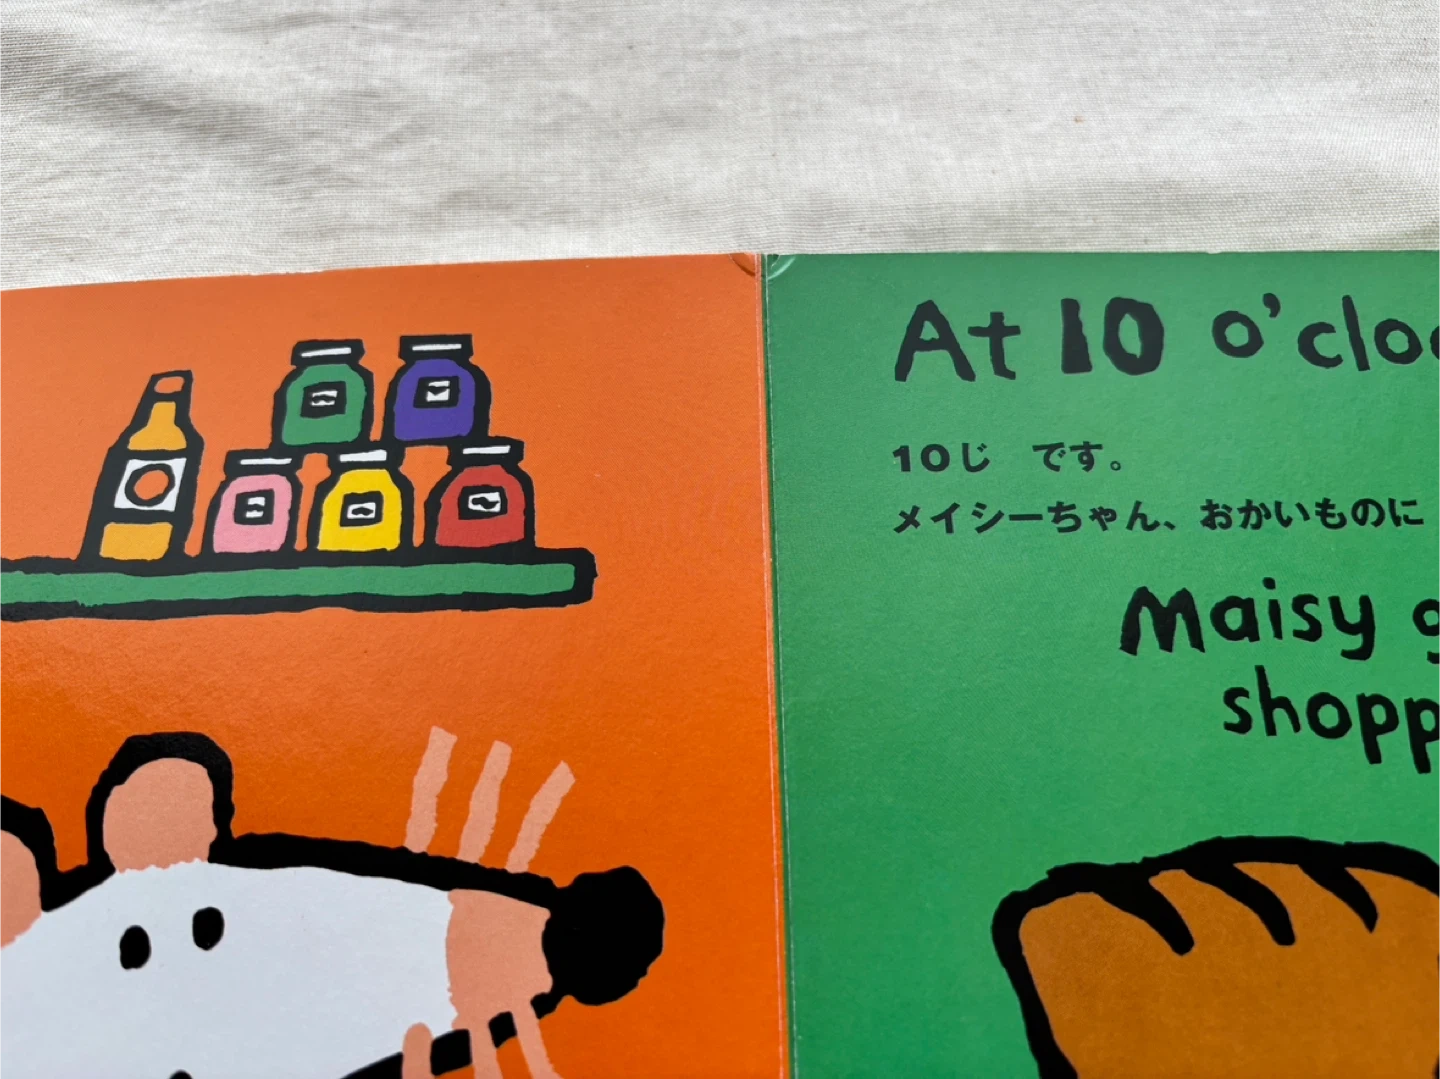 At 10 o'cloc
10じ です。
メイシーちゃん、おかいものに
Maisy g
shopp